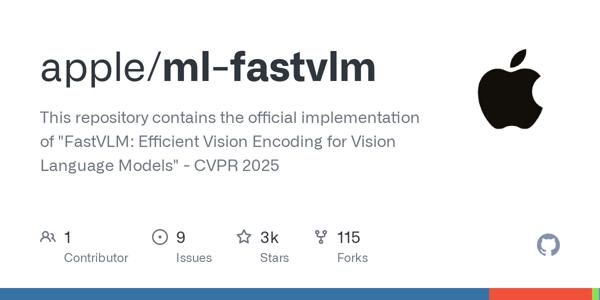 apple/ml-fastvlm
This repository contains the official implementation
of "FastVLM: Efficient Vision Encoding for Vision
Language Models" - CVPR 2025
1
Contributor
9
Issues
3k
Stars
115
Forks